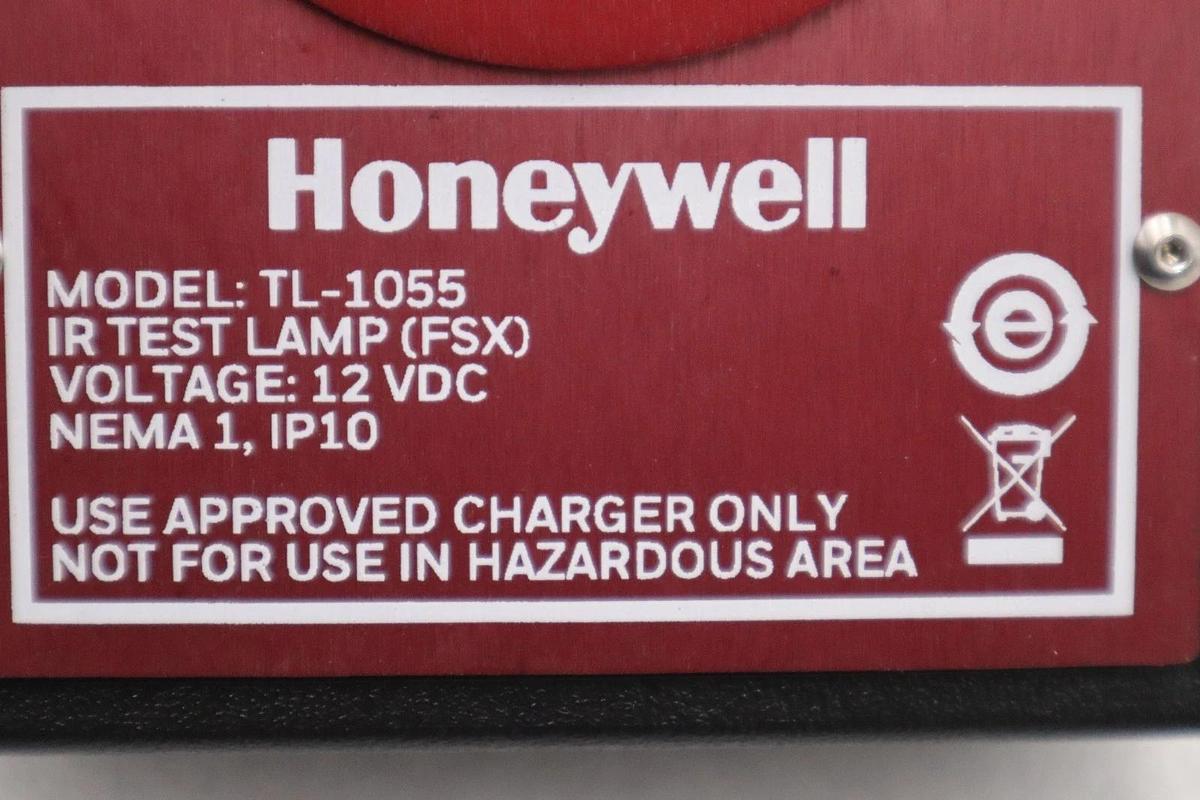 Honeywell
MODEL: TL-1055
IR TEST LAMP (FSX)
VOLTAGE: 12 VDC
NEMA 1, IP10
e
USE APPROVED CHARGER ONLY
NOT FOR USE IN HAZARDOUS AREA